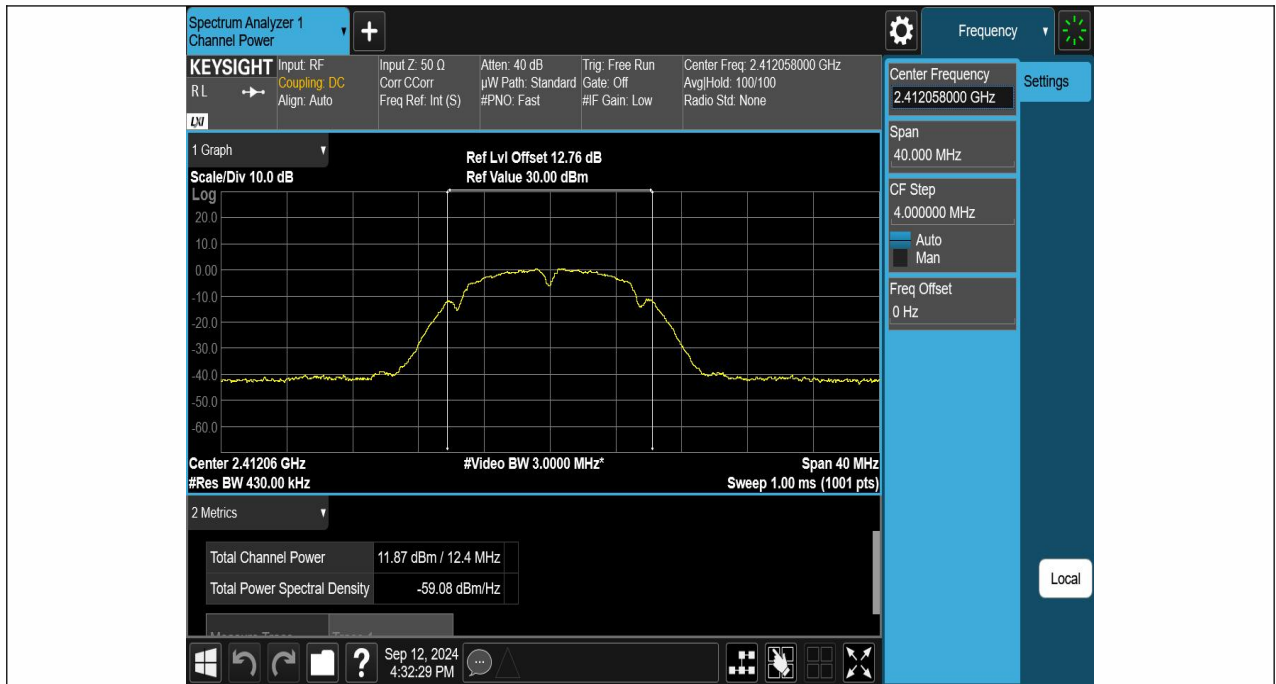 Spectrum Analyzer 1
Channel Power
+
Frequency
KEYSIGHT
R L
LXI
Input: RF
Coupling: DC
Align: Auto
Input Z: 50 Ω
Corr CCorr
Freq Ref: Int (S)
Atten: 40 dB
µW Path: Standard
#PNO: Fast
Trig: Free Run
Gate: Off
#IF Gain: Low
Center Freq: 2.412058000 GHz
Avg|Hold: 100/100
Radio Std: None
Center Frequency
2.412058000 GHz
Settings
Span
40.000 MHz
CF Step
4.000000 MHz
Auto
Man
Freq Offset
0 Hz
Local
1 Graph
Scale/Div 10.0 dB
Ref Lvl Offset 12.76 dB
Ref Value 30.00 dBm
Log
20.0
10.0
0.00
-10.0
-20.0
-30.0
-40.0
-50.0
-60.0
Center 2.41206 GHz
#Video BW 3.0000 MHz*
Span 40 MHz
#Res BW 430.00 kHz
Sweep 1.00 ms (1001 pts)
2 Metrics
Total Channel Power 11.87 dBm / 12.4 MHz
Total Power Spectral Density -59.08 dBm/Hz
?
Sep 12, 2024
4:32:29 PM